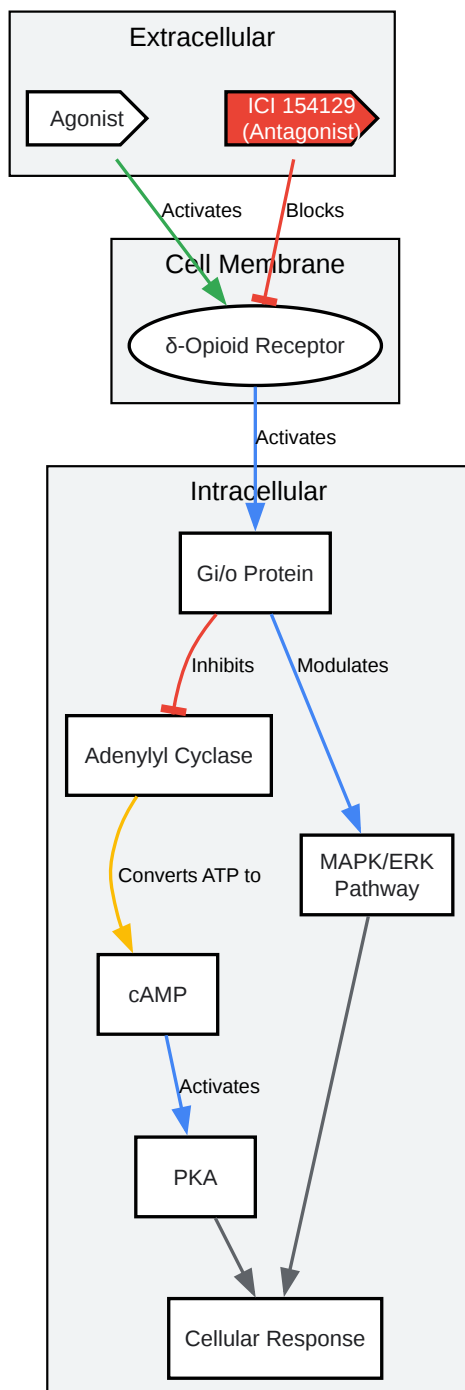 Extracellular
Agonist
ICI 154129
(Antagonist)
Activates
Blocks
Cell Membrane
δ-Opioid Receptor
Activates
Intracellular
Gi/o Protein
Inhibits
Modulates
Adenylyl Cyclase
MAPK/ERK
Pathway
Converts ATP to
cAMP
Activates
PKA
Cellular Response